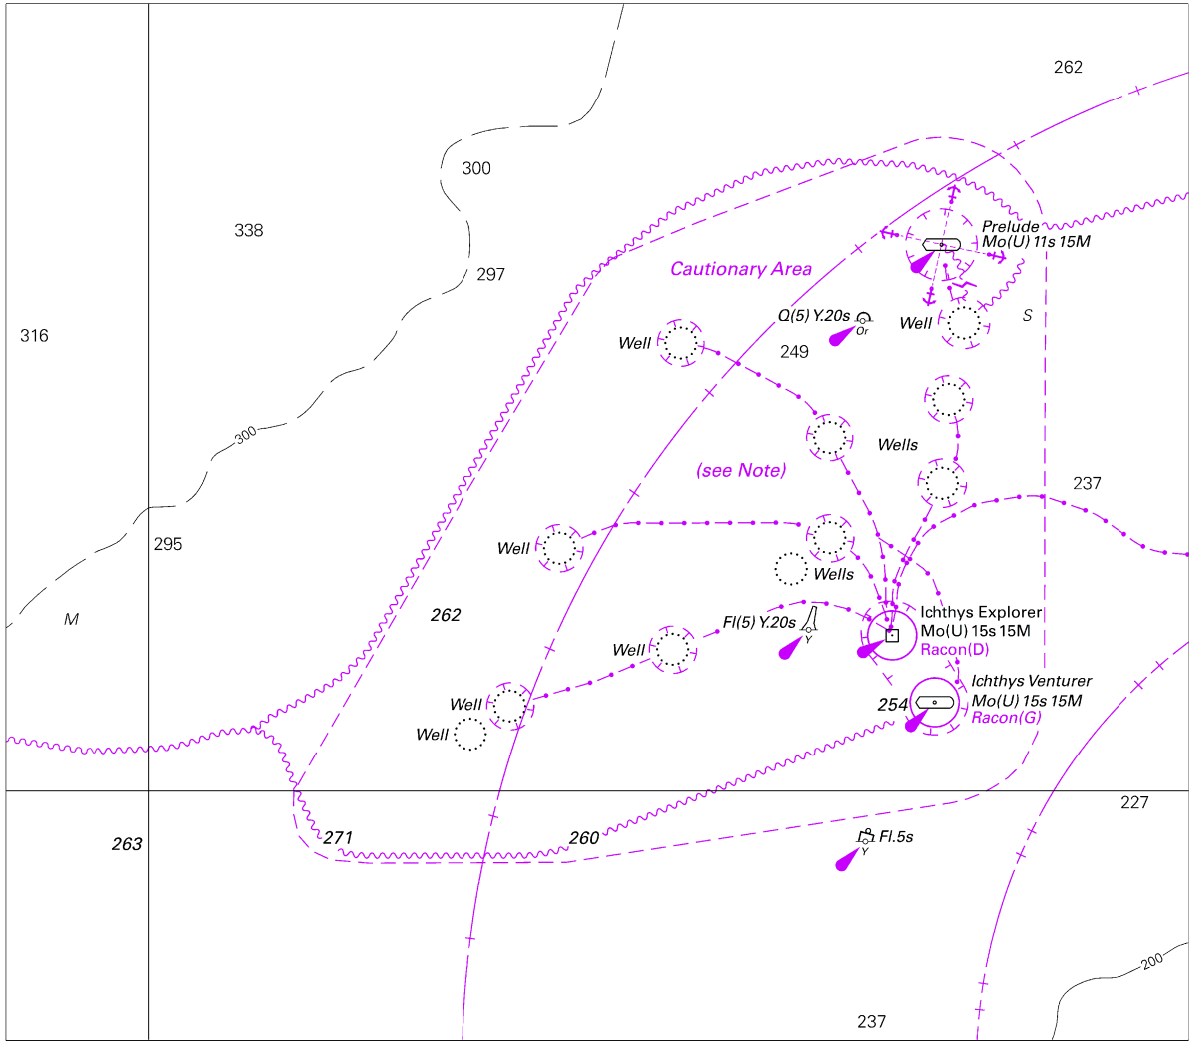 262
300
338
Prelude
Mo(U) 11s 15M
Cautionary Area
297
Q(5) Y.20s
Or
Well
S
316
Well
249
300
Wells
(see Note)
237
295
Well
Wells
M
262
Fl(5) Y.20s
Y
Ichthys Explorer
Mo(U) 15s 15M
Racon(D)
Well
Ichthys Venturer
254
Mo(U) 15s 15M
Racon(G)
Well
Well
227
263
271
260
Fl.5s
Y
200
237